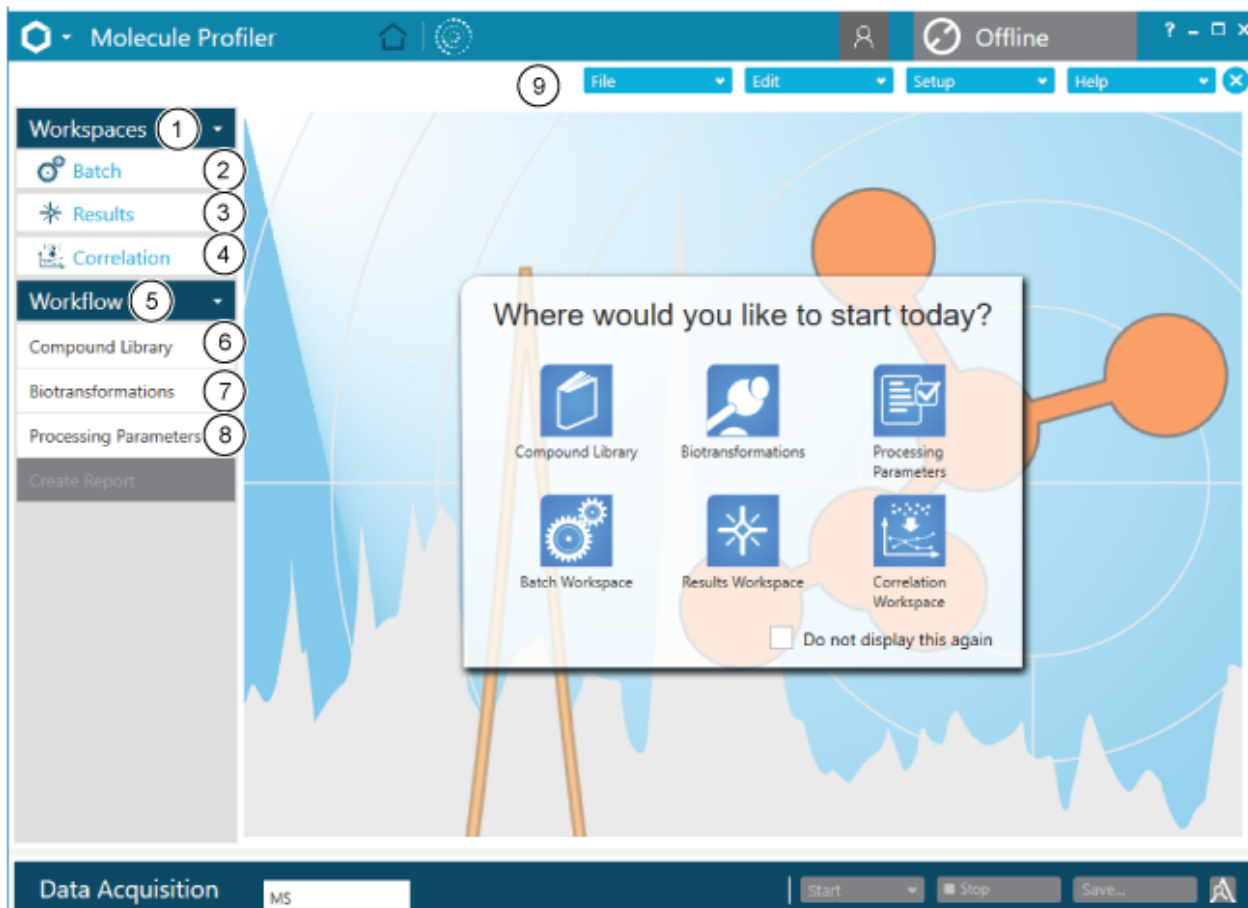 Molecule Profiler
Offline
? – □ x
9
File
Edit
Setup
Help
Workspaces 1
Batch 2
Results 3
Correlation 4
Workflow 5
Compound Library 6
Biotransformations 7
Processing Parameters 8
Create Report
Where would you like to start today?
Compound Library
Biotransformations
Processing
Parameters
Batch Workspace
Results Workspace
Correlation
Workspace
Do not display this again
Data Acquisition
MS
Start
Stop
Save...